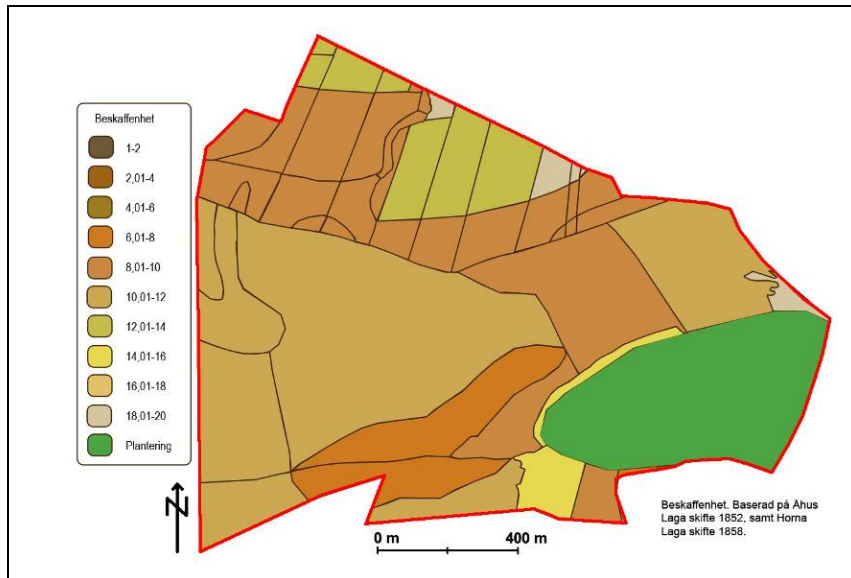 Beskaffenhet
1-2
2,01-4
4,01-6
6,01-8
8,01-10
10,01-12
12,01-14
14,01-16
16,01-18
18,01-20
Plantering
N
0 m
400 m
Beskaffenhet. Baserad på Åhus
Laga skifte 1852, samt Horna
Laga skifte 1858.